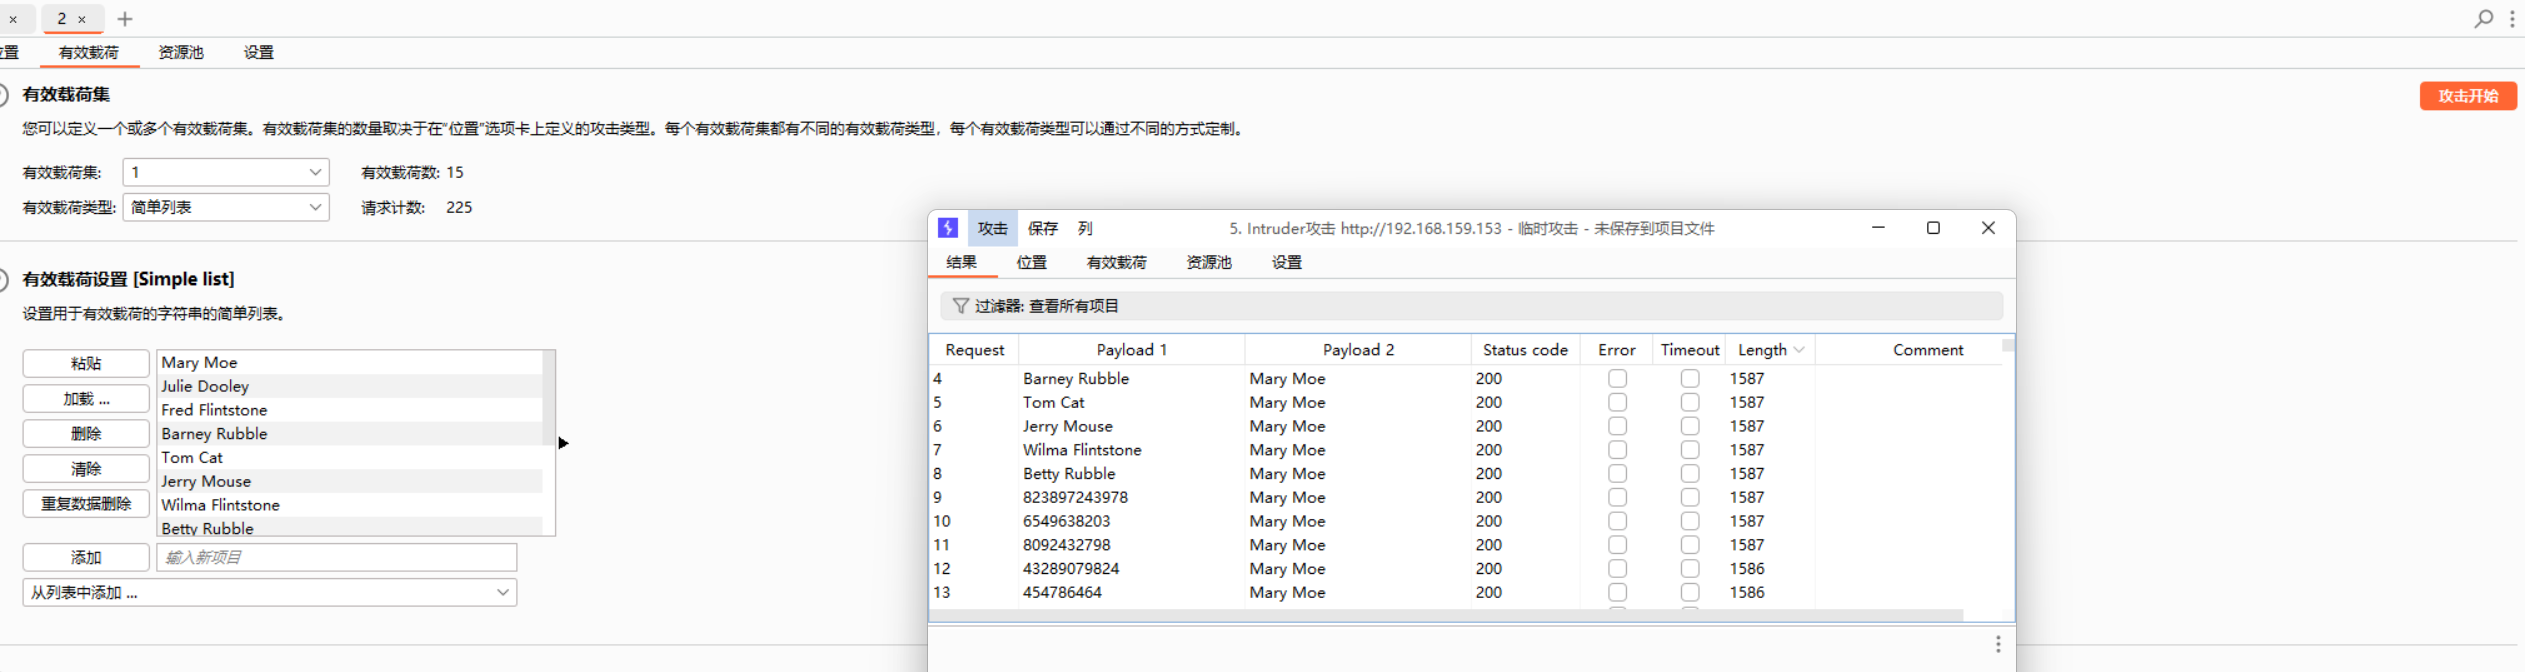 2
有效载荷 资源池 设置
有效载荷集
攻击开始
您可以定义一个或多个有效载荷集。有效载荷集的数量取决于在“位置”选项卡上定义的攻击类型。每个有效载荷集都有不同的有效载荷类型，每个有效载荷类型可以通过不同的方式定制。
有效载荷集: 1 有效载荷数: 15
有效载荷类型: 简单列表 请求计数: 225
有效载荷设置 [Simple list]
设置用于有效载荷的字符串的简单列表。
粘贴
加载 ...
删除
清除
重复数据删除
Mary Moe
Julie Dooley
Fred Flintstone
Barney Rubble
Tom Cat
Jerry Mouse
Wilma Flintstone
Betty Rubble
添加 输入新项目
从列表中添加 ...
攻击 保存 列 5. Intruder攻击 http://192.168.159.153 - 临时攻击 - 未保存到项目文件
结果 位置 有效载荷 资源池 设置
过滤器: 查看所有项目
Request Payload 1 Payload 2 Status code Error Timeout Length Comment
4 Barney Rubble Mary Moe 200 1587
5 Tom Cat Mary Moe 200 1587
6 Jerry Mouse Mary Moe 200 1587
7 Wilma Flintstone Mary Moe 200 1587
8 Betty Rubble Mary Moe 200 1587
9 823897243978 Mary Moe 200 1587
10 6549638203 Mary Moe 200 1587
11 8092432798 Mary Moe 200 1587
12 43289079824 Mary Moe 200 1586
13 454786464 Mary Moe 200 1586